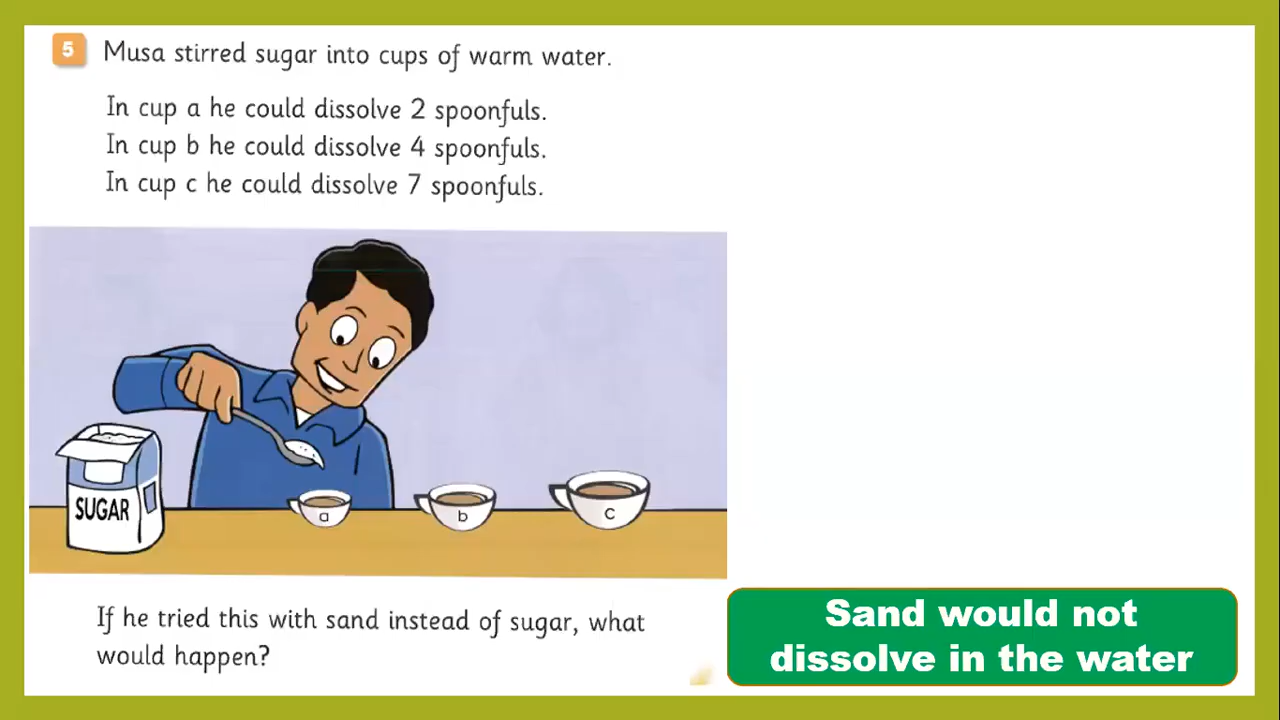 5 Musa stirred sugar into cups of warm water.
In cup a he could dissolve 2 spoonfuls.
In cup b he could dissolve 4 spoonfuls.
In cup c he could dissolve 7 spoonfuls.
SUGAR
a
b
c
If he tried this with sand instead of sugar, what
would happen?
Sand would not
dissolve in the water